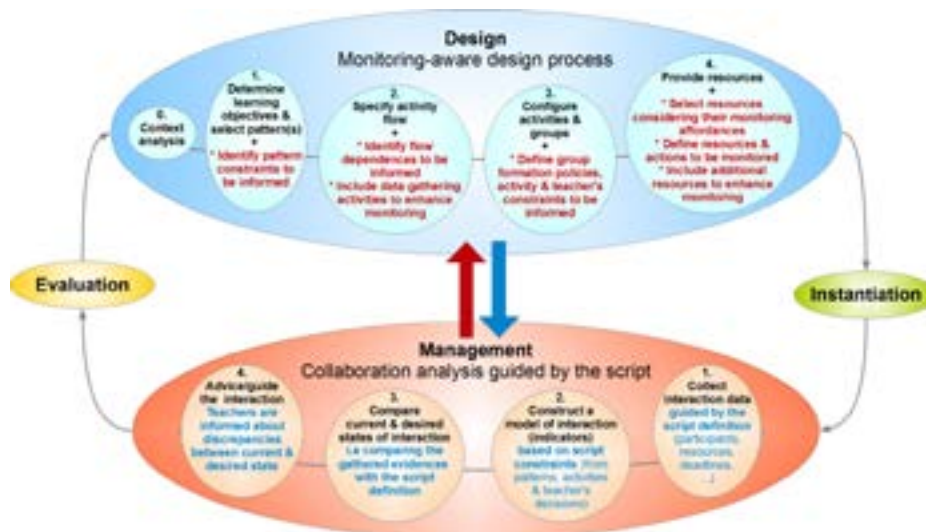 Design
Monitoring-aware design process
0.
Context
analysis
1.
Determine
learning
objectives &
select pattern(s)
+
* Identify pattern
constraints to
be informed
2.
Specify activity
flow
+
* Identify flow
dependences to be
informed
* Include data gathering
activities to enhance
monitoring
3.
Configure
activities &
groups
+
* Define group
formation policies,
activity & teacher's
constraints to be
informed
4.
Provide resources
+
* Select resources
considering their monitoring
affordances
* Define resources &
actions to be monitored
* Include additional
resources to enhance
monitoring
Evaluation
Instantiation
Management
Collaboration analysis guided by the script
4.
Advice/guide
the interaction
Teachers are
informed about
discrepancies
between current &
desired state
3.
Compare
current & desired
states of interaction
i.e comparing the
gathered evidences
with the script
definition
2.
Construct a
model of interaction
(indicators)
based on script
constraints (from
patterns, activities
& teacher's
decisions)
1.
Collect
interaction data
guided by the
script definition
(participants,
resources,
deadlines,
...)